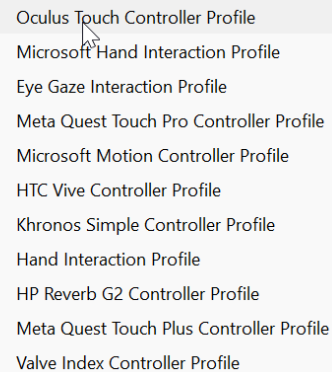 Oculus Touch Controller Profile
Microsoft Hand Interaction Profile
Eye Gaze Interaction Profile
Meta Quest Touch Pro Controller Profile
Microsoft Motion Controller Profile
HTC Vive Controller Profile
Khronos Simple Controller Profile
Hand Interaction Profile
HP Reverb G2 Controller Profile
Meta Quest Touch Plus Controller Profile
Valve Index Controller Profile